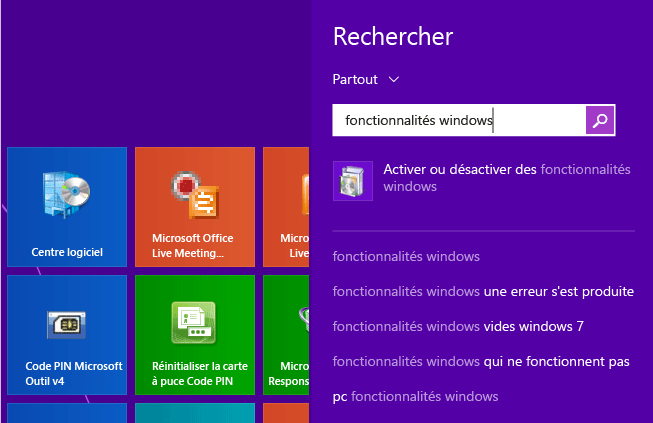 Rechercher
Partout
fonctionnalités windows
Activer ou désactiver des fonctionnalités
windows
fonctionnalités windows
fonctionnalités windows une erreur s'est produite
fonctionnalités windows vides windows 7
fonctionnalités windows qui ne fonctionnent pas
pc fonctionnalités windows
Centre logiciel
Microsoft Office
Live Meeting...
Micros
Live
Code PIN Microsoft
Outil v4
Réinitialiser la carte
à puce Code PIN
Micros
Respons